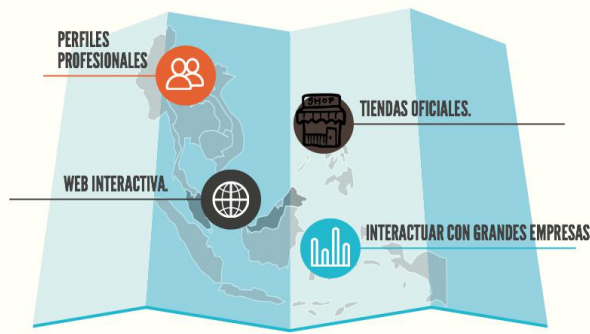 PERFILES
PROFESIONALES
SHOP
TIENDAS OFICIALES.
WEB INTERACTIVA.
INTERACTUAR CON GRANDES EMPRESAS